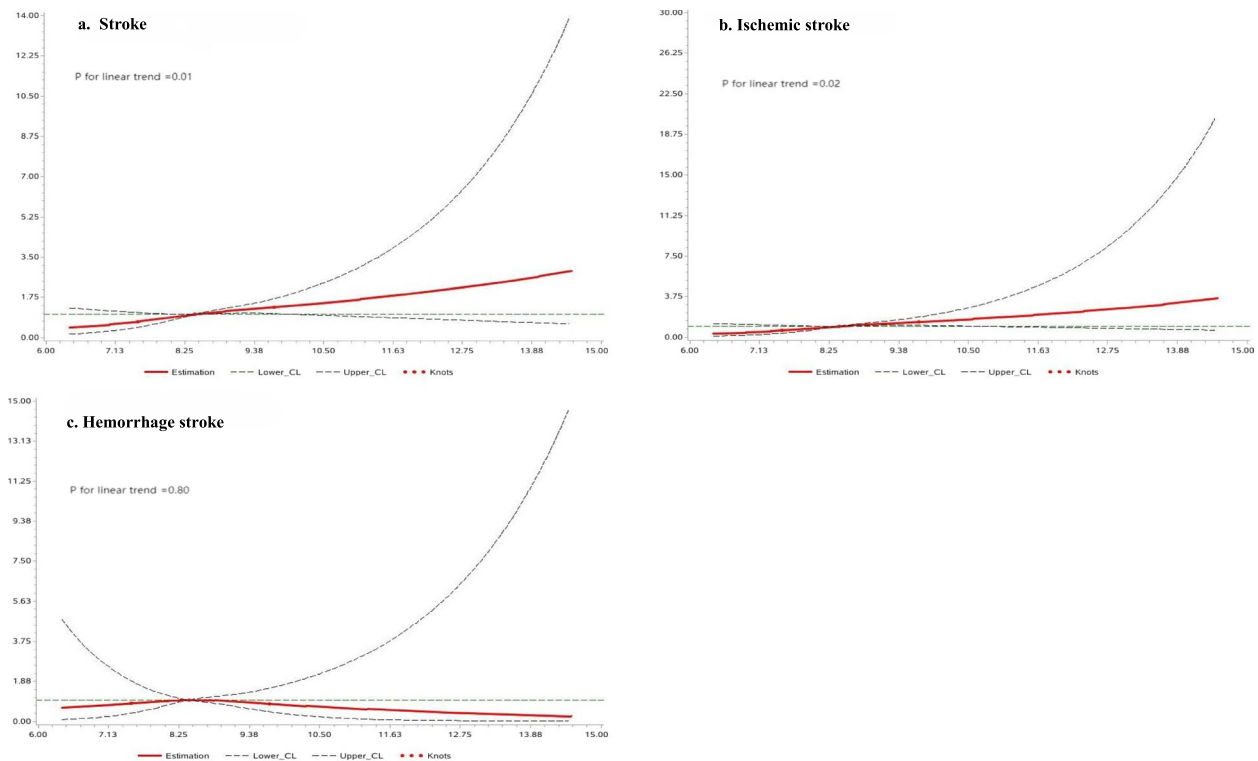 a. Stroke
P for linear trend =0.01
14.00
12.25
10.50
8.75
7.00
5.25
3.50
1.75
0.00
6.00 7.13 8.25 9.38 10.50 11.63 12.75 13.88 15.00
Estimation Lower_CL Upper_CL Knots
b. Ischemic stroke
P for linear trend =0.02
30.00
26.25
22.50
18.75
15.00
11.25
7.50
3.75
0.00
6.00 7.13 8.25 9.38 10.50 11.63 12.75 13.88 15.00
Estimation Lower_CL Upper_CL Knots
c. Hemorrhage stroke
P for linear trend =0.80
15.00
13.13
11.25
9.38
7.50
5.63
3.75
1.88
0.00
6.00 7.13 8.25 9.38 10.50 11.63 12.75 13.88 15.00
Estimation Lower_CL Upper_CL Knots